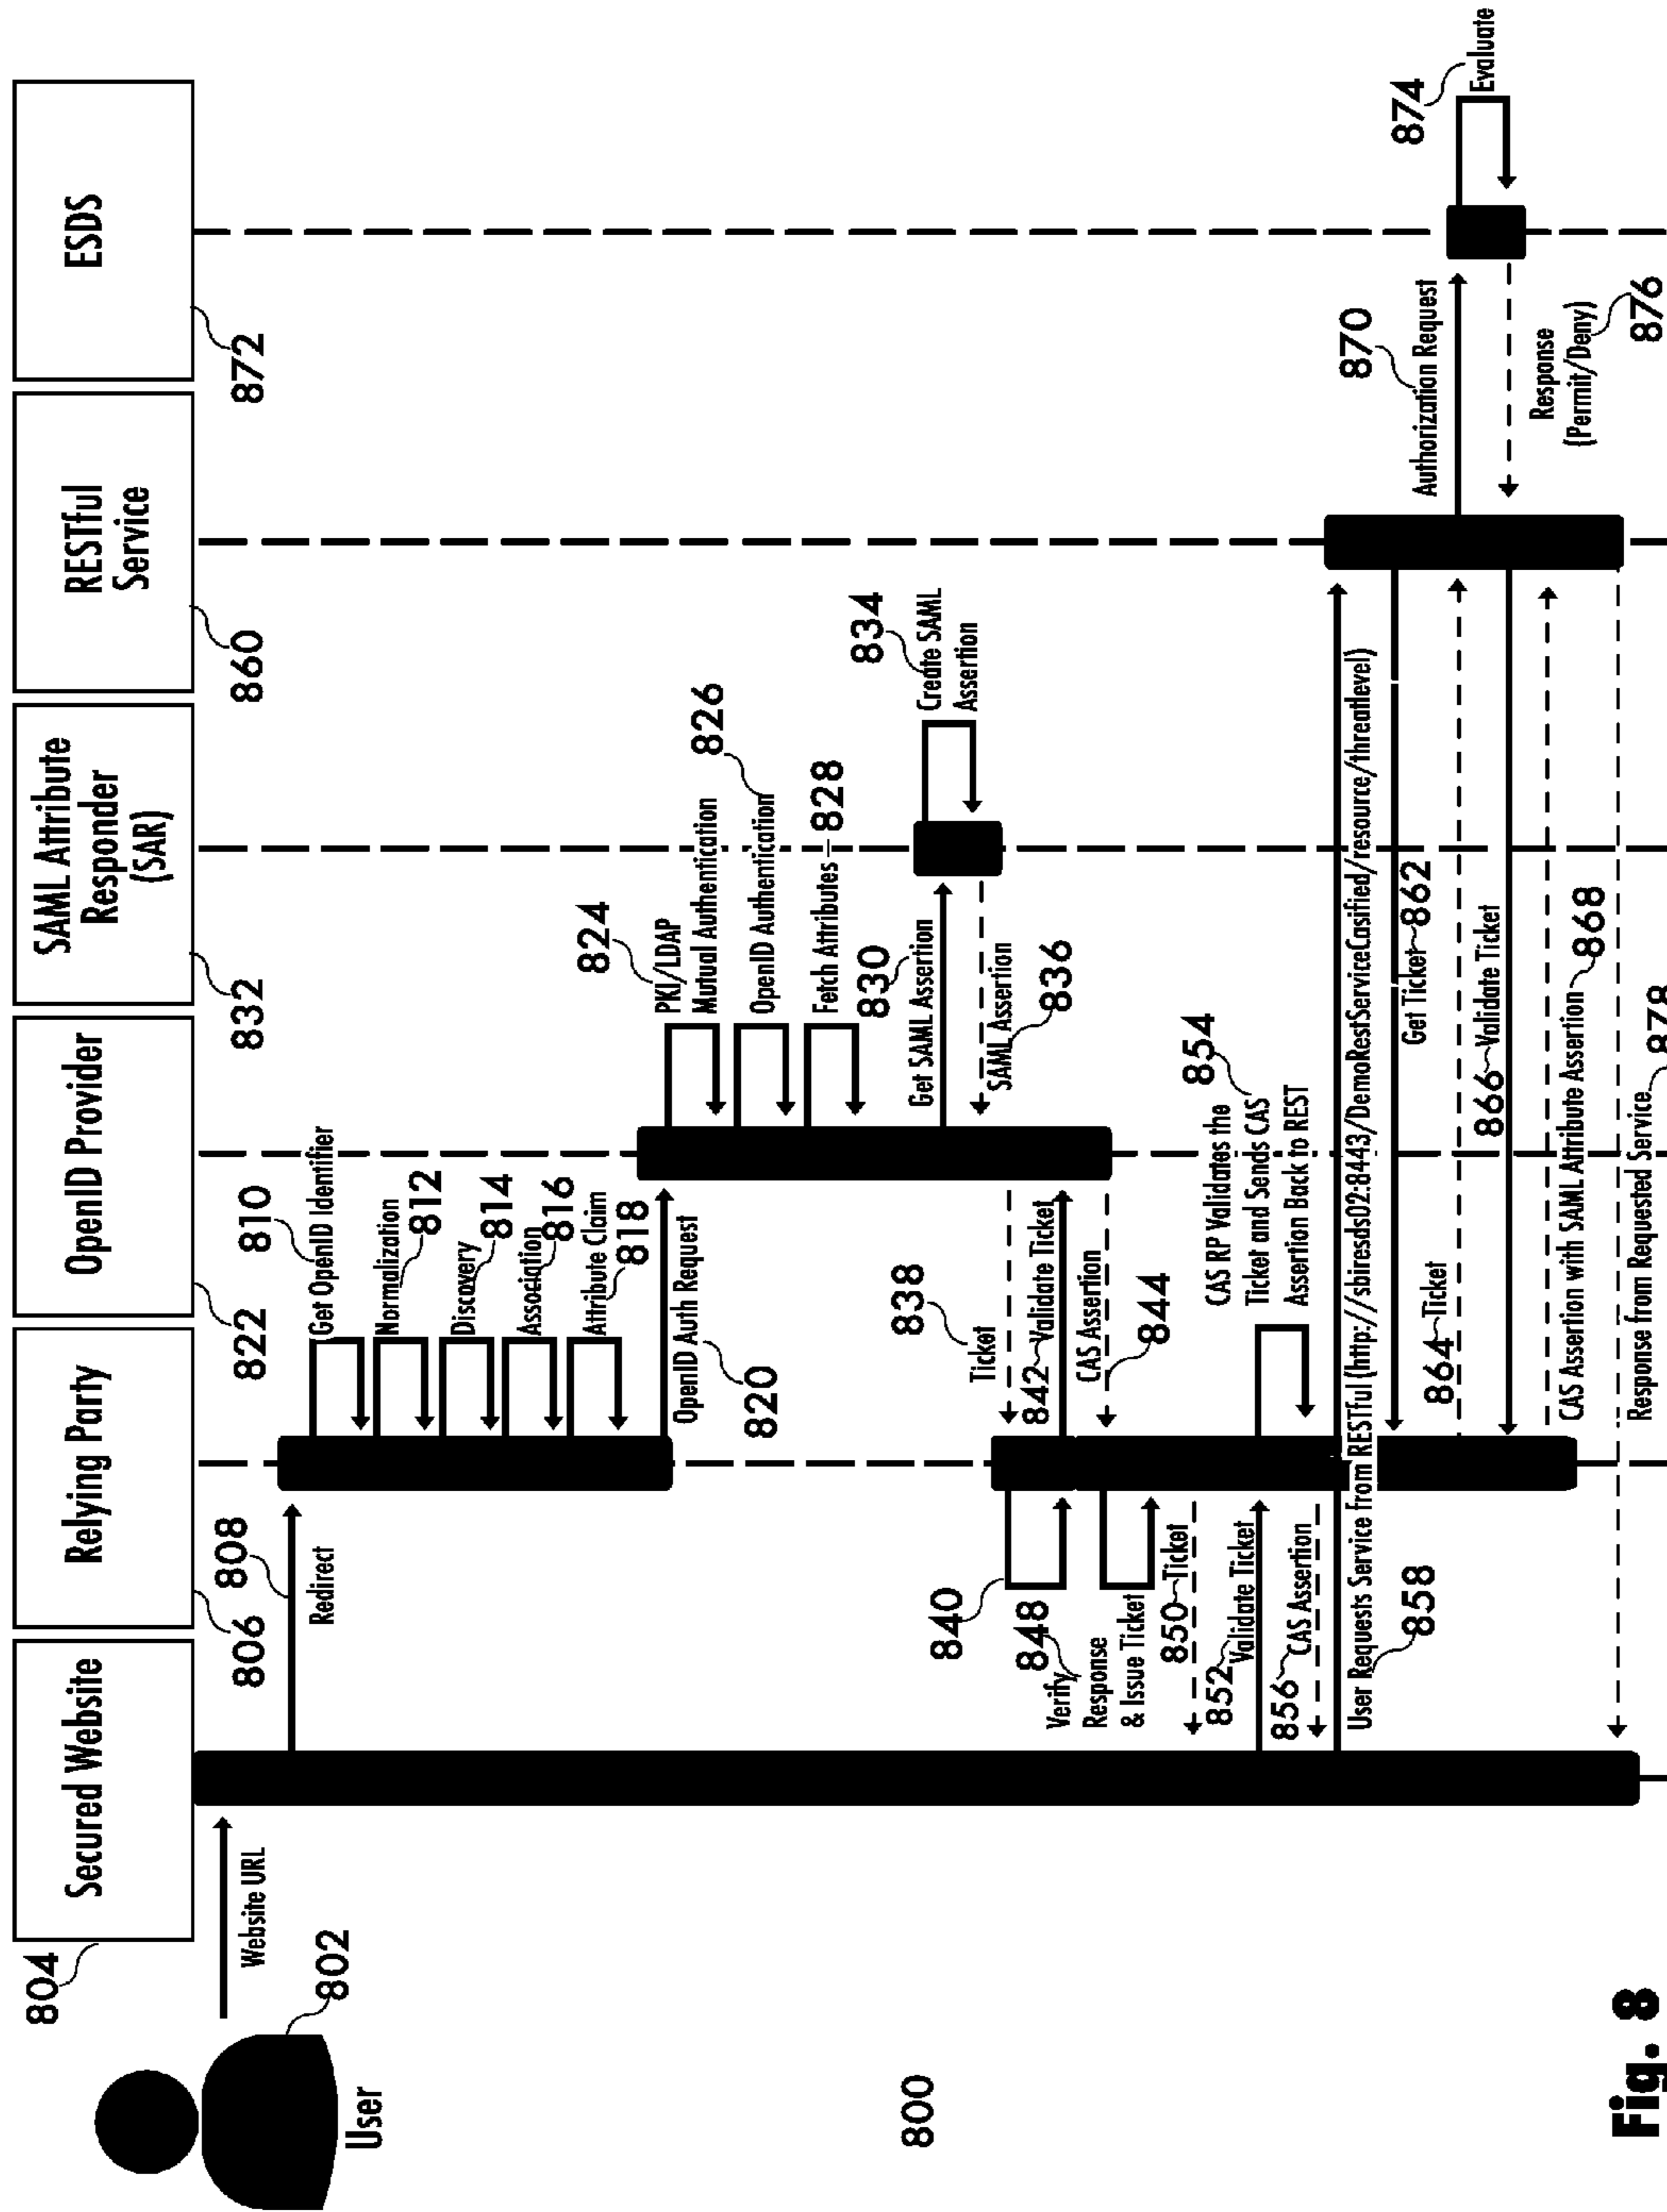 804
Secured Website
806
Relying Party
822
OpenID Provider
832
SAML Attribute
Responder
(SAR)
860
RESTful
Service
872
ESDS
User
802
Website URL
808
Redirect
810
Get OpenID Identifier
Normalization
812
Discovery
814
Association
816
Attribute Claim
818
OpenID Auth Request
820
824
PKI/LDAP
Mutual Authentication
826
OpenID Authentication
Fetch Attributes – 828
830
Get SAML Assertion
834
Create SAML
Assertion
SAML Assertion
836
838
Ticket
840
842 Validate Ticket
CAS Assertion
844
848
Verify
Response
& Issue Ticket
850 Ticket
852 Validate Ticket
854
CAS RP Validates the
Ticket and Sends CAS
Assertion Back to REST
856 CAS Assertion
User Requests Service from RESTful (http://sbiresds02:8443/DemoRestServiceCasified/resource/threatlevel)
858
Get Ticket 862
864 Ticket
866 Validate Ticket
CAS Assertion with SAML Attribute Assertion 868
870
Authorization Request
874
Evaluate
Response
(Permit/Deny)
876
Response from Requested Service
878
800
Fig. 8